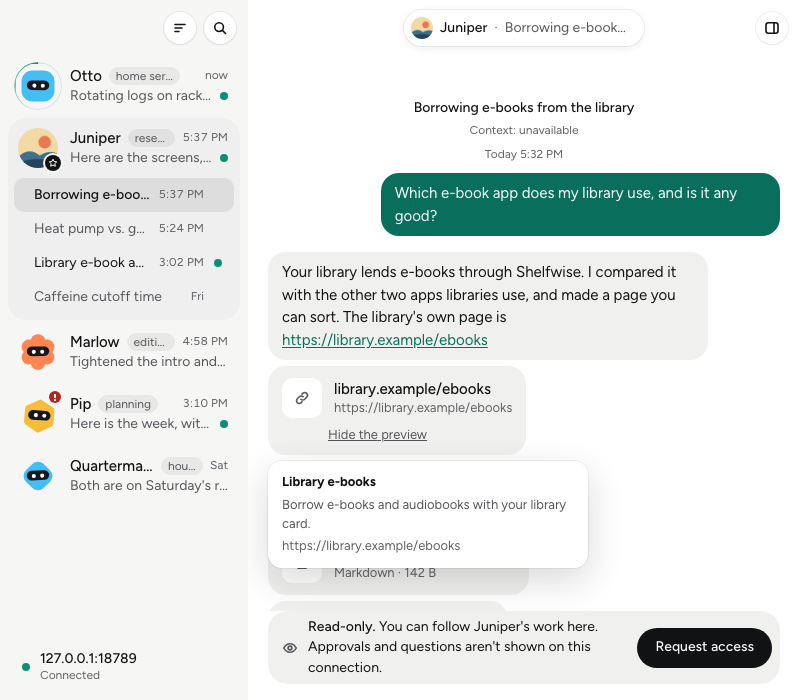 Otto home ser... now
Rotating logs on rack...
Juniper rese... 5:37 PM
Here are the screens,...
Borrowing e-boo... 5:37 PM
Heat pump vs. g... 5:24 PM
Library e-book a... 3:02 PM
Caffeine cutoff time Fri
Marlow editi... 4:58 PM
Tightened the intro and...
Pip planning 3:10 PM
Here is the week, wit...
Quarterma... hou... Sat
Both are on Saturday's r...
127.0.0.1:18789
Connected
Juniper · Borrowing e-book...
Borrowing e-books from the library
Context: unavailable
Today 5:32 PM
Which e-book app does my library use, and is it any
good?
Your library lends e-books through Shelfwise. I compared it
with the other two apps libraries use, and made a page you
can sort. The library's own page is
https://library.example/ebooks
library.example/ebooks
https://library.example/ebooks
Hide the preview
Library e-books
Borrow e-books and audiobooks with your library
card.
https://library.example/ebooks
Markdown · 142 B
Read-only. You can follow Juniper's work here.
Approvals and questions aren't shown on this
connection.
Request access